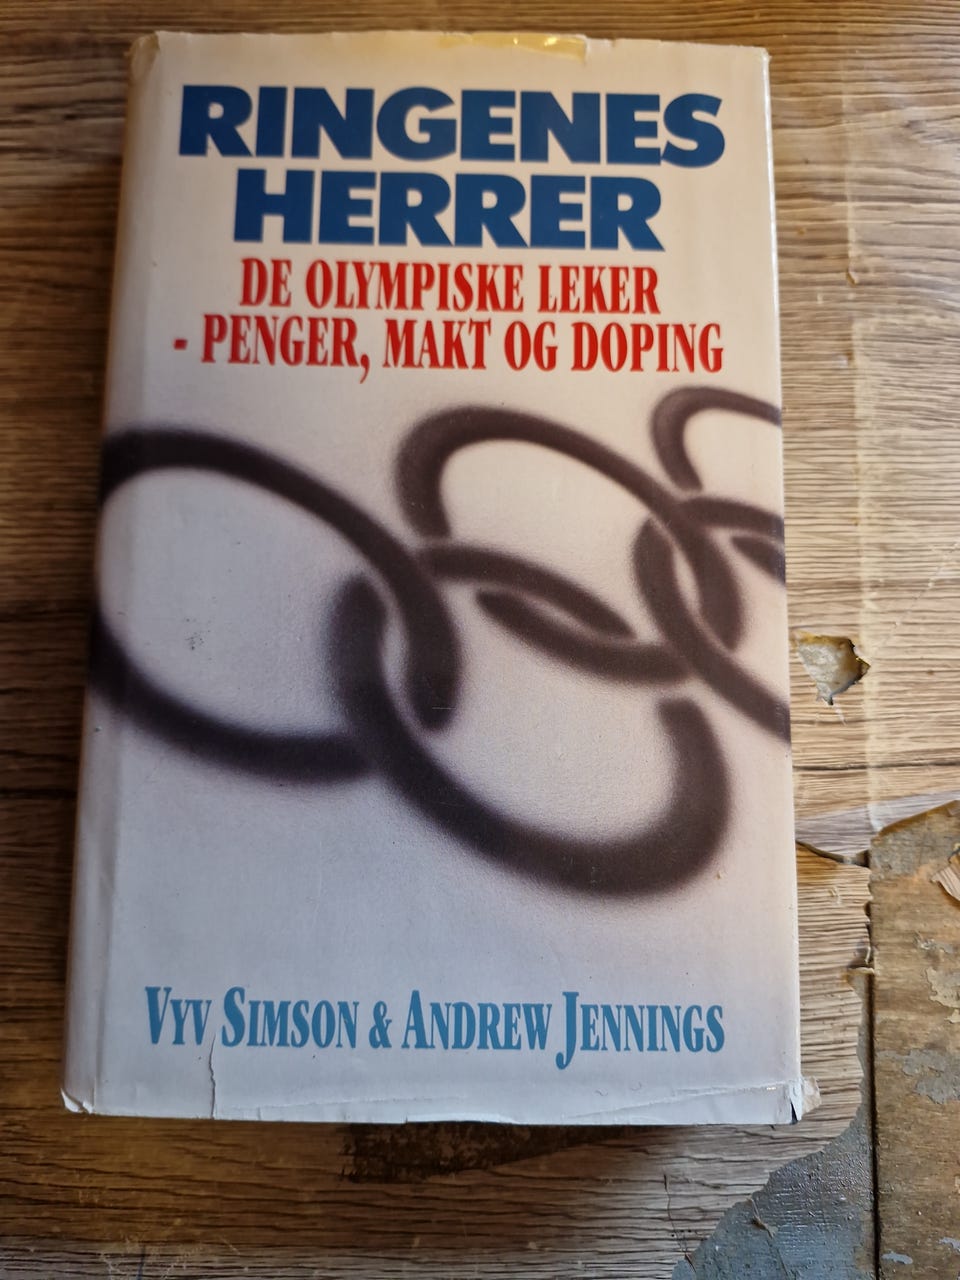 RINGENES
HERRER
DE OLYMPISKE LEKER
- PENGER, MAKT OG DOPING
VYV SIMSON & ANDREW JENNINGS